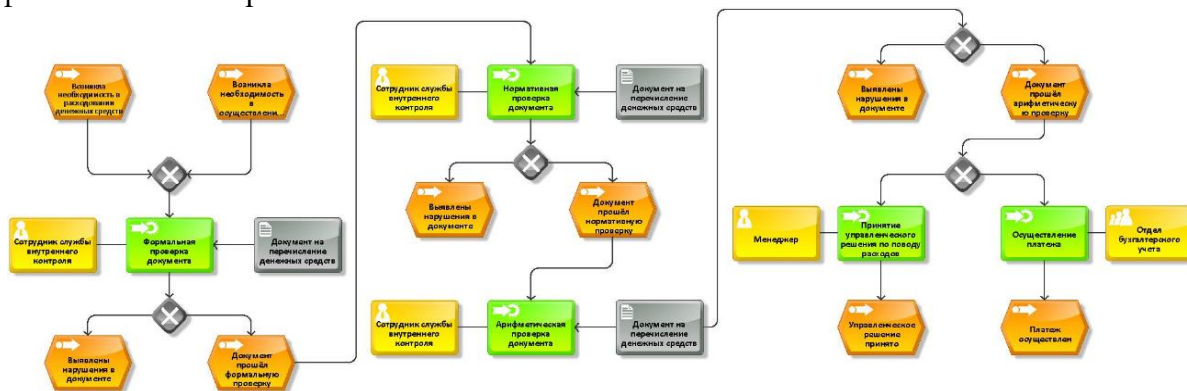 Возникла
необходимость в
расходовании
денежных средств
Возникла
необходимость
в
осуществлени...
Сотрудник службы
внутреннего
контроля
Формальная
проверка
документа
Документ на
перечисление
денежных средств
Выявлены
нарушения в
документе
Документ
прошёл
формальную
проверку
Сотрудник службы
внутреннего
контроля
Нормативная
проверка
документа
Документ на
перечисление
денежных средств
Выявлены
нарушения в
документе
Документ
прошёл
нормативную
проверку
Сотрудник службы
внутреннего
контроля
Арифметическая
проверка
документа
Документ на
перечисление
денежных средств
Выявлены
нарушения в
документе
Документ
прошёл
арифметическу
ю проверку
Менеджер
Принятие
управленческого
решения по поводу
расходов
Осуществление
платежа
Отдел
бухгалтерского
учета
Управленческое
решение
принято
Платеж
осуществлен